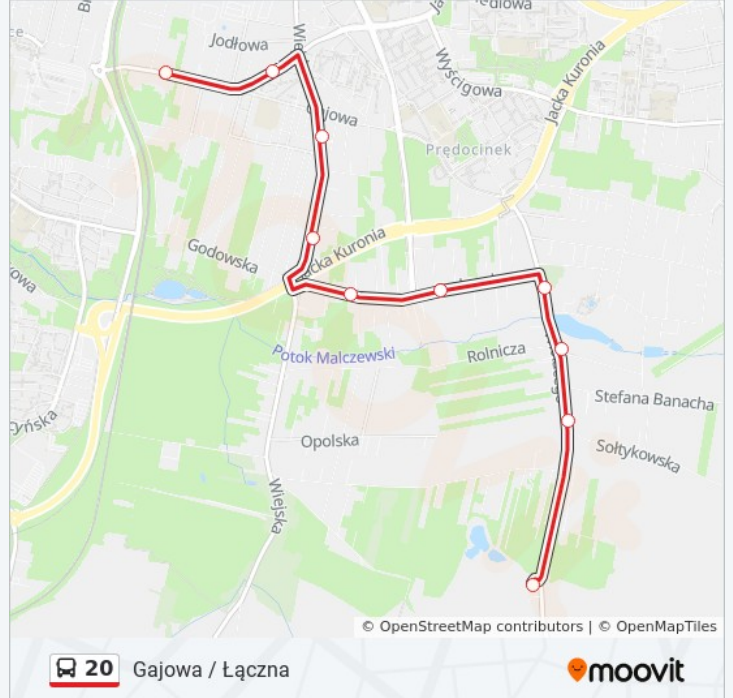 Jodłowa
Wyścigowa
Jacka Kuronia
Prędocinek
Godowska
Jacka Kuronia
Potok Malczewski
Rolnicza
Stefana Banacha
Opolska
Sołtykowska
Wiejska
© OpenStreetMap contributors | © OpenMapTiles
20 Gajowa / Łączna
moovit